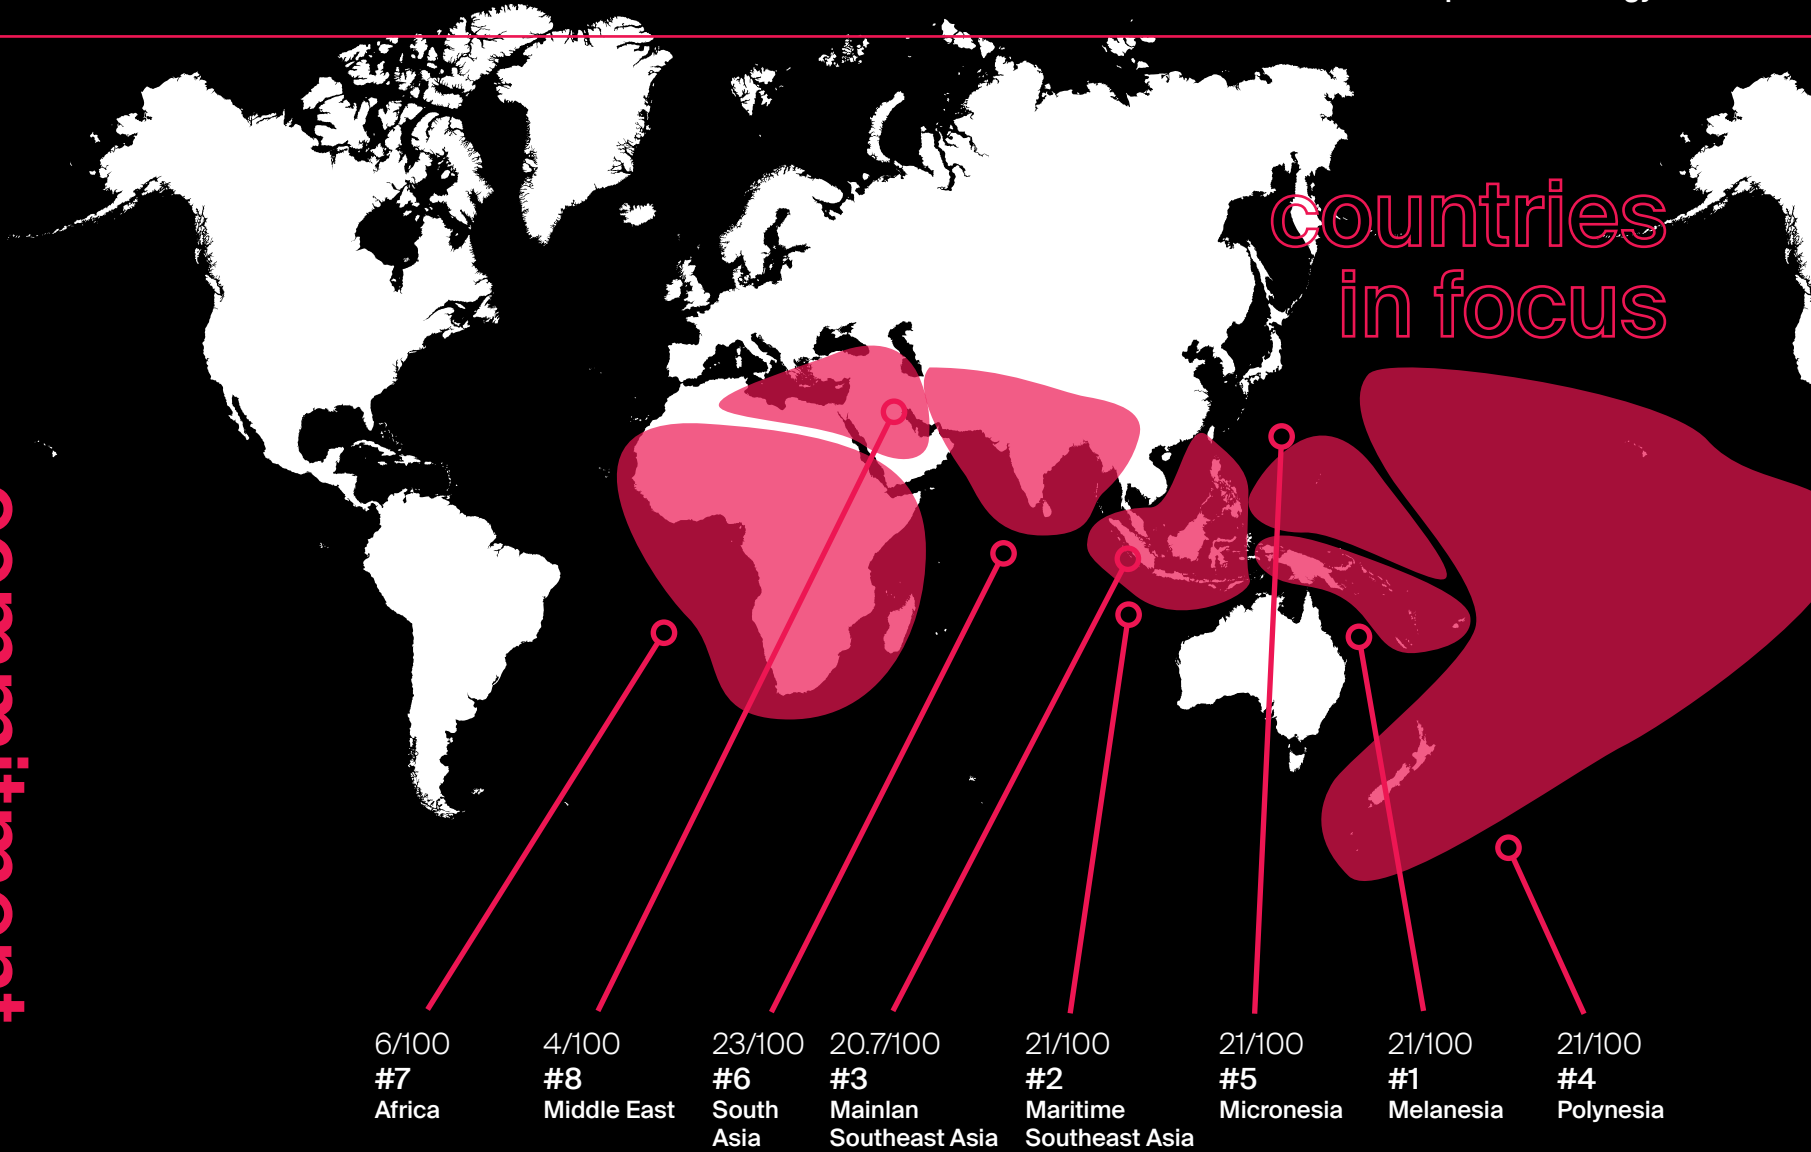 countries
in focus
6/100
#7
Africa
4/100
#8
Middle East
23/100
#6
South
Asia
20.7/100
#3
Mainlan
Southeast Asia
21/100
#2
Maritime
Southeast Asia
21/100
#5
Micronesia
21/100
#1
Melanesia
21/100
#4
Polynesia